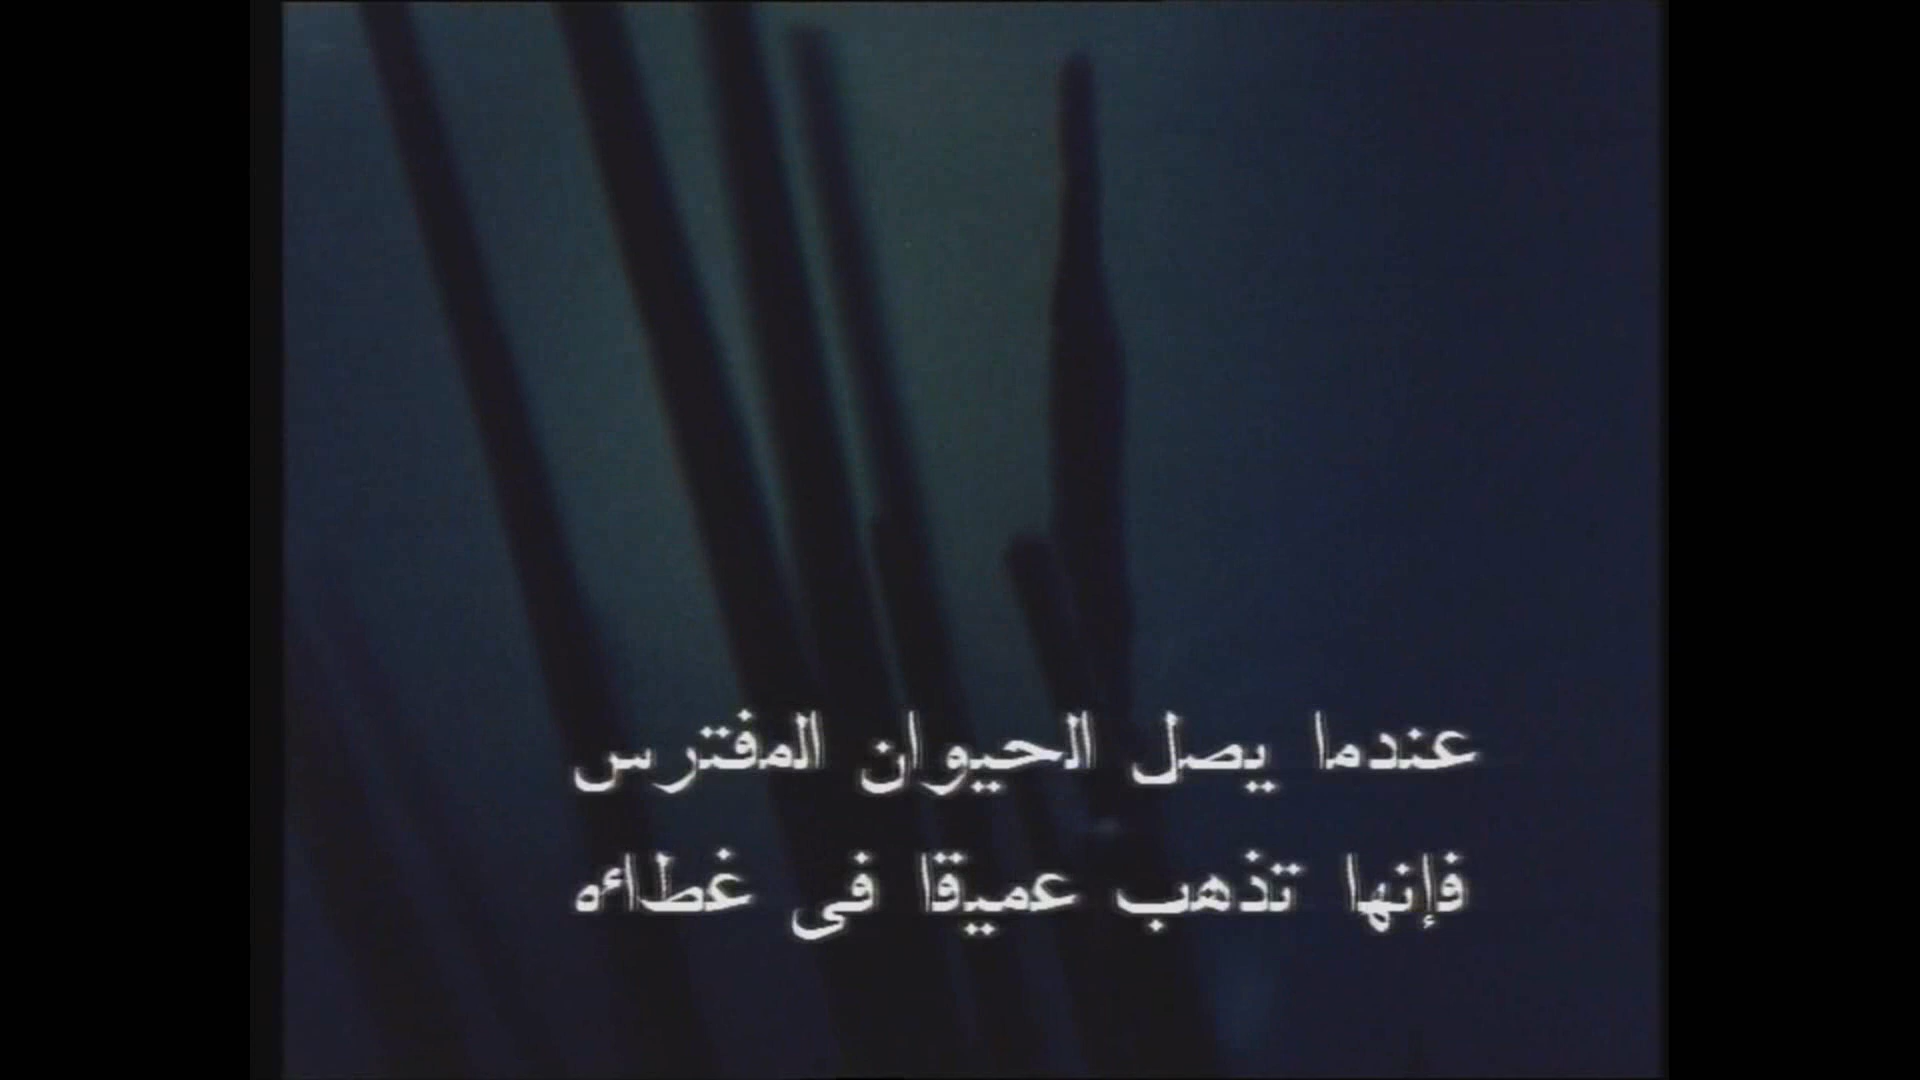 عندما يصل الحيوان المفترس
فإنها تذهب عميقا فى غطاءه